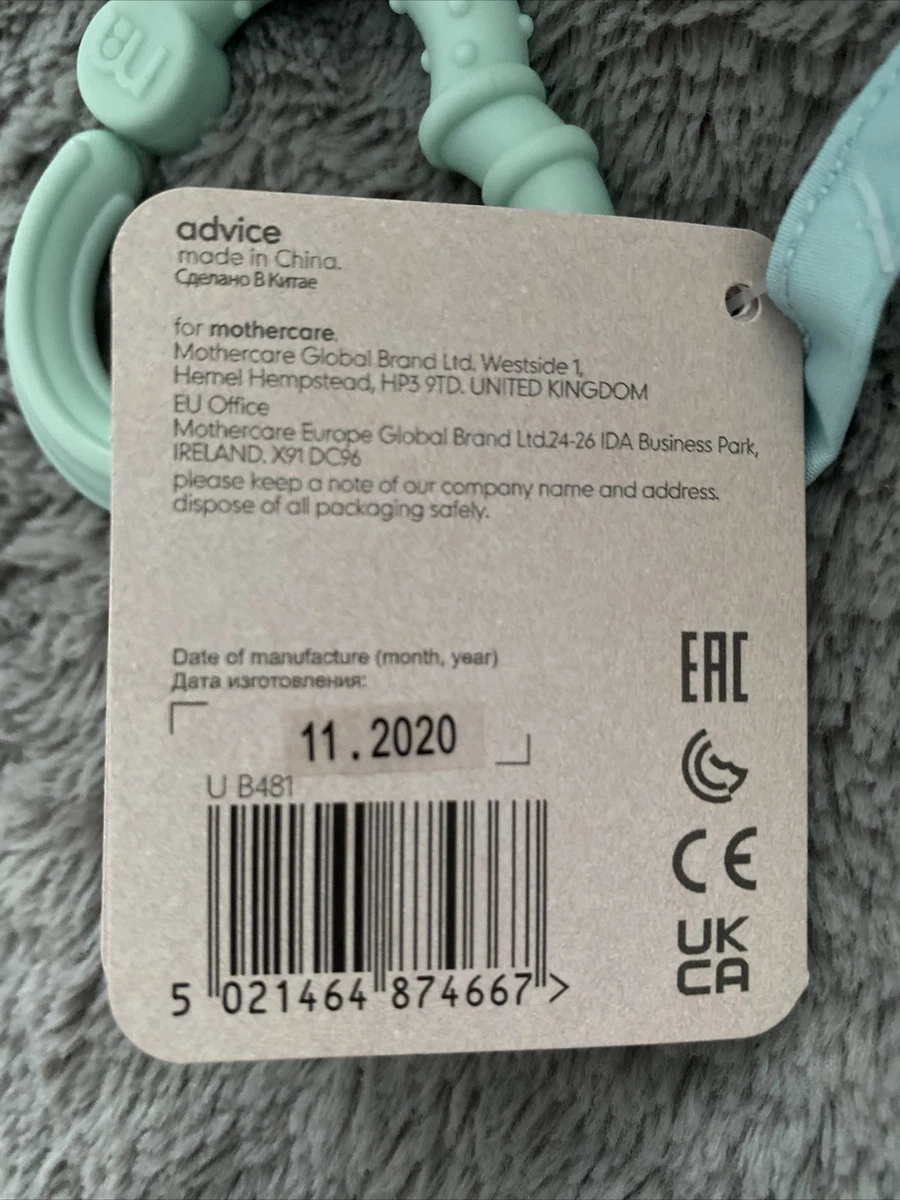 advice
made in China.
Сделано В Китае
for mothercare.
Mothercare Global Brand Ltd. Westside 1,
Hemel Hempstead, HP3 9TD. UNITED KINGDOM
EU Office
Mothercare Europe Global Brand Ltd.24-26 IDA Business Park,
IRELAND. X91 DC96
please keep a note of our company name and address.
dispose of all packaging safely.
Date of manufacture (month, year)
Дата изготовления:
11.2020
U B481
5 021464 874667 >
EAC
CE
UK
CA